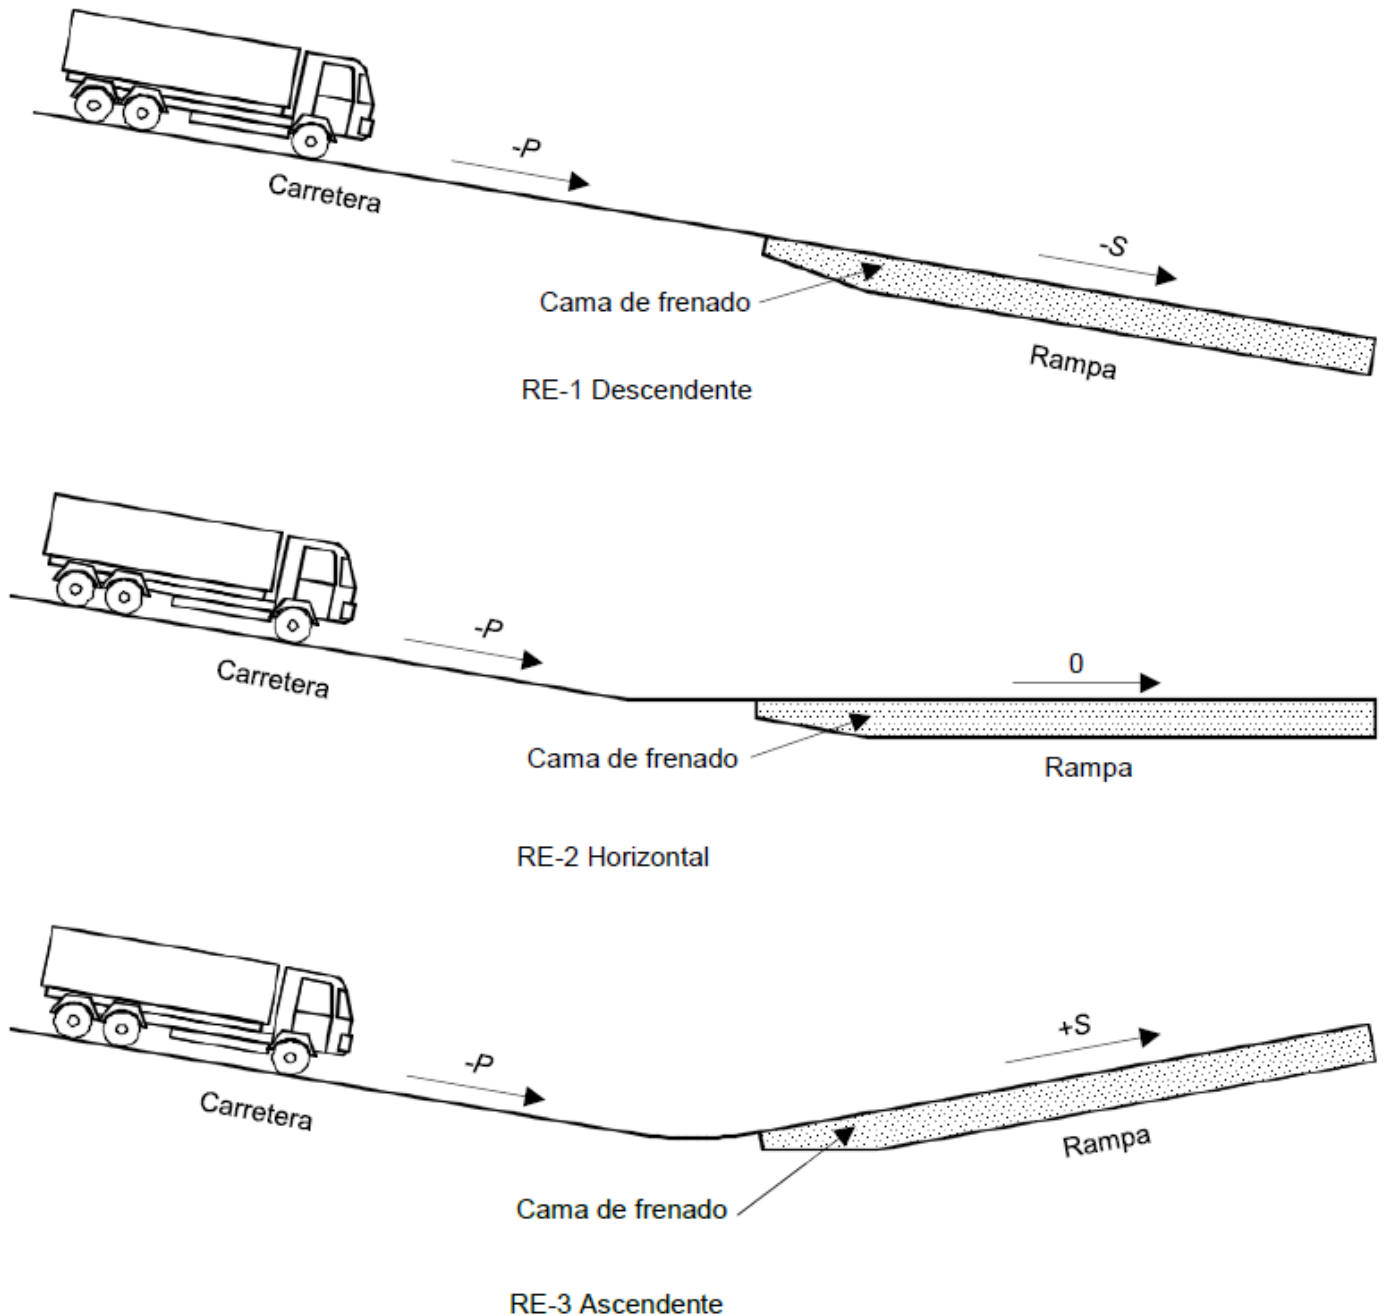 -P
Carretera
-S
Cama de frenado
Rampa
RE-1 Descendente
-P
Carretera
0
Cama de frenado
Rampa
RE-2 Horizontal
+S
-P
Carretera
Rampa
Cama de frenado
RE-3 Ascendente